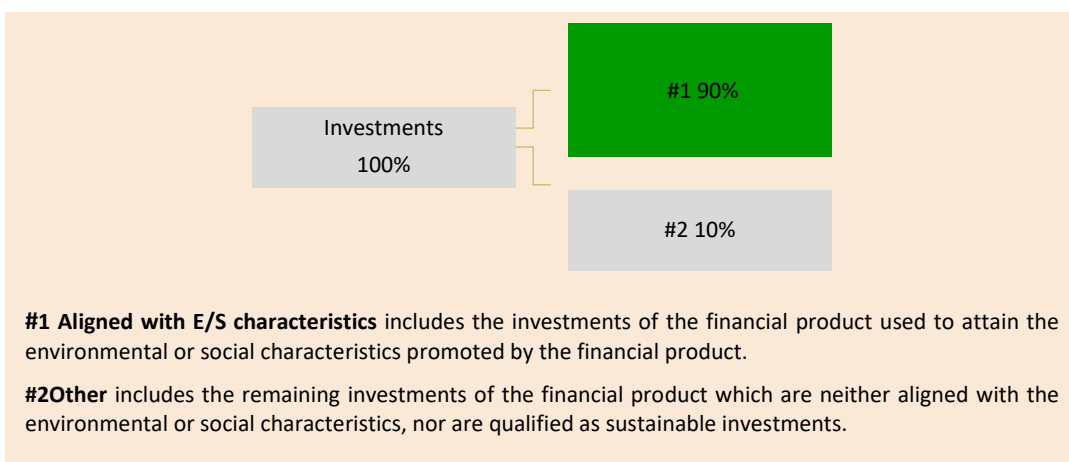 #1 90%
Investments
100%
#2 10%
#1 Aligned with E/S characteristics includes the investments of the financial product used to attain the
environmental or social characteristics promoted by the financial product.
#2Other includes the remaining investments of the financial product which are neither aligned with the
environmental or social characteristics, nor are qualified as sustainable investments.